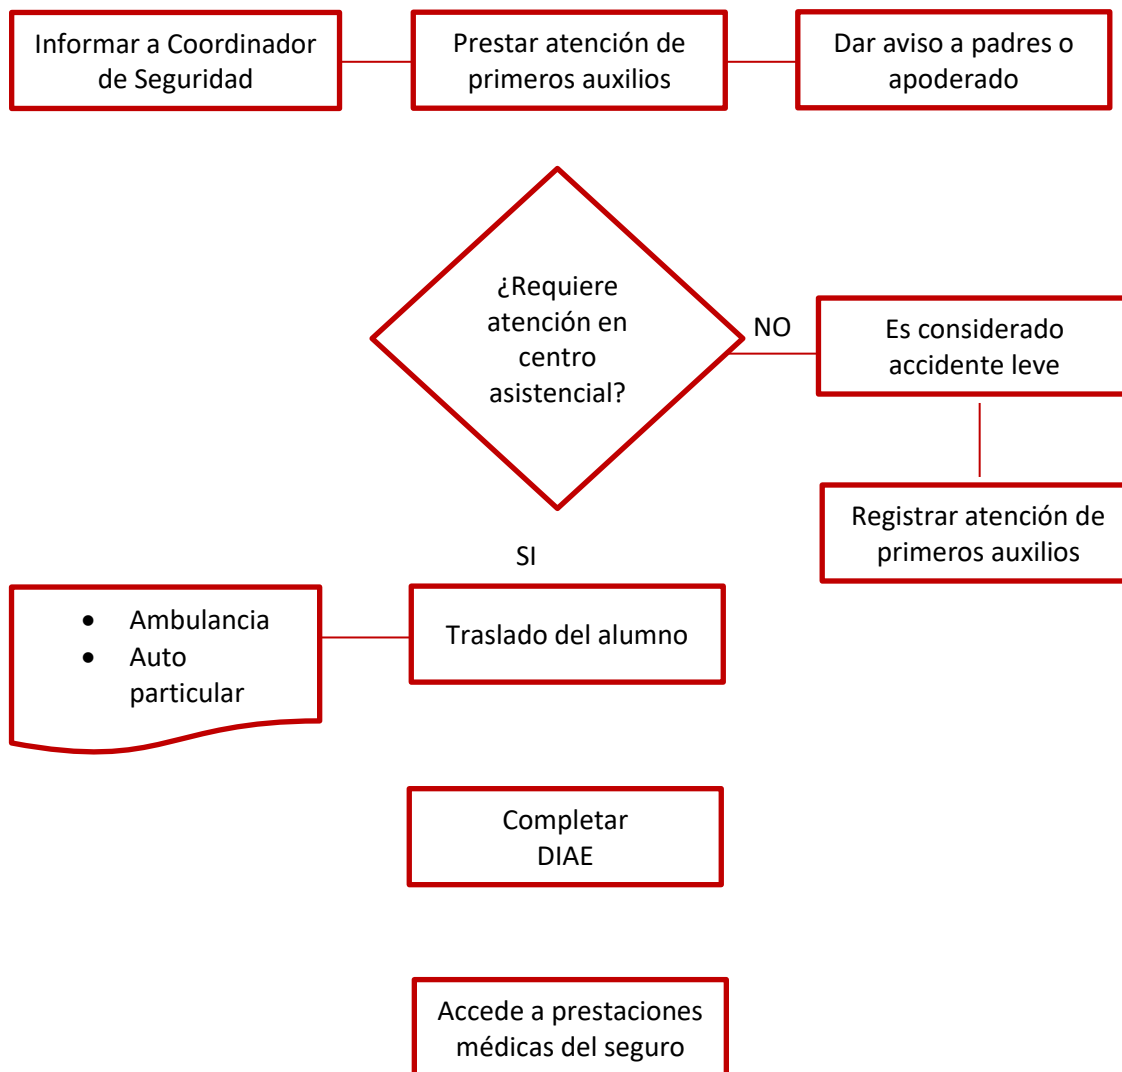 Informar a Coordinador
de Seguridad
Prestar atención de
primeros auxilios
Dar aviso a padres o
apoderado
¿Requiere
atención en
centro
asistencial?
NO
Es considerado
accidente leve
Registrar atención de
primeros auxilios
SI
• Ambulancia
• Auto
particular
Traslado del alumno
Completar
DIAE
Accede a prestaciones
médicas del seguro